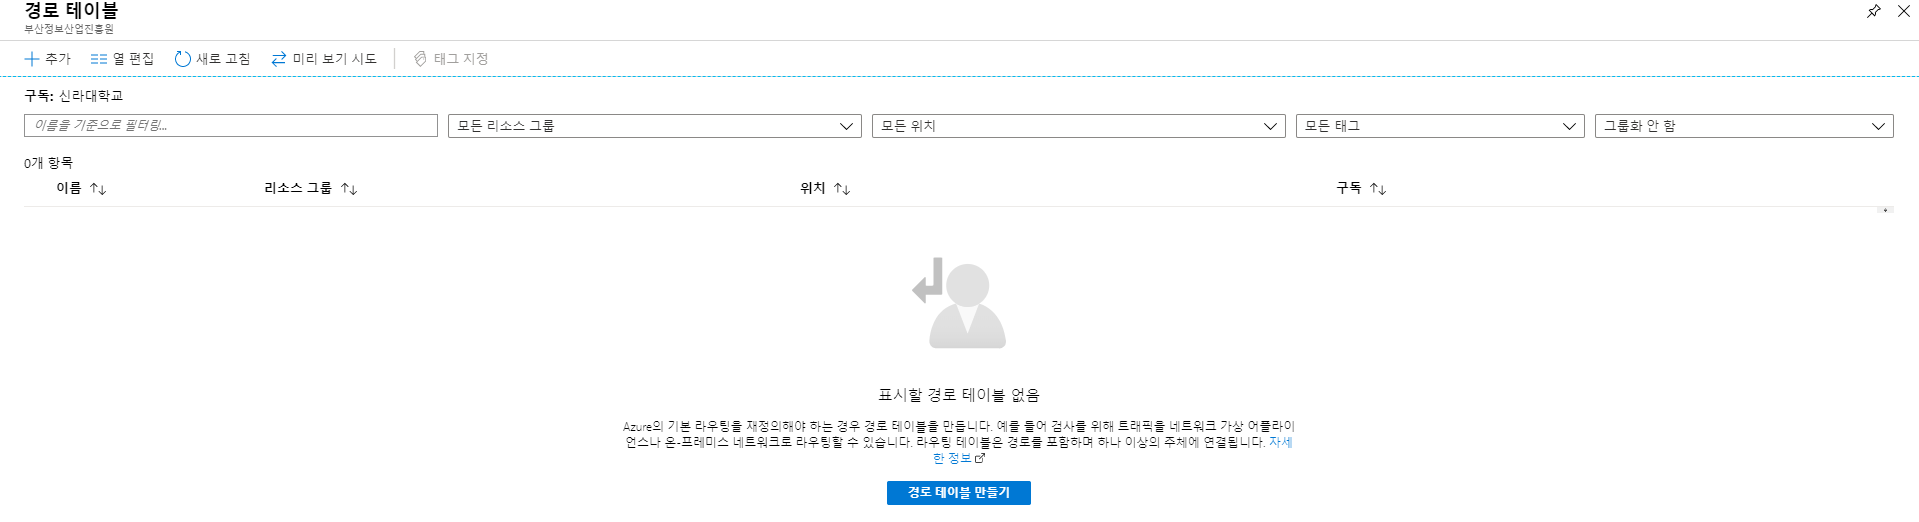 경로 테이블
부산정보산업진흥원
추가 열 편집 새로 고침 미리 보기 시도 태그 지정
구독: 신라대학교
이름을 기준으로 필터링... 모든 리소스 그룹 모든 위치 모든 태그 그룹화 안 함
0개 항목
이름 리소스 그룹 위치 구독
표시할 경로 테이블 없음
Azure의 기본 라우팅을 재정의해야 하는 경우 경로 테이블을 만듭니다. 예를 들어 검사를 위해 트래픽을 네트워크 가상 어플라이
언스나 온-프레미스 네트워크로 라우팅할 수 있습니다. 라우팅 테이블은 경로를 포함하며 하나 이상의 주체에 연결됩니다. 자세
한 정보
경로 테이블 만들기